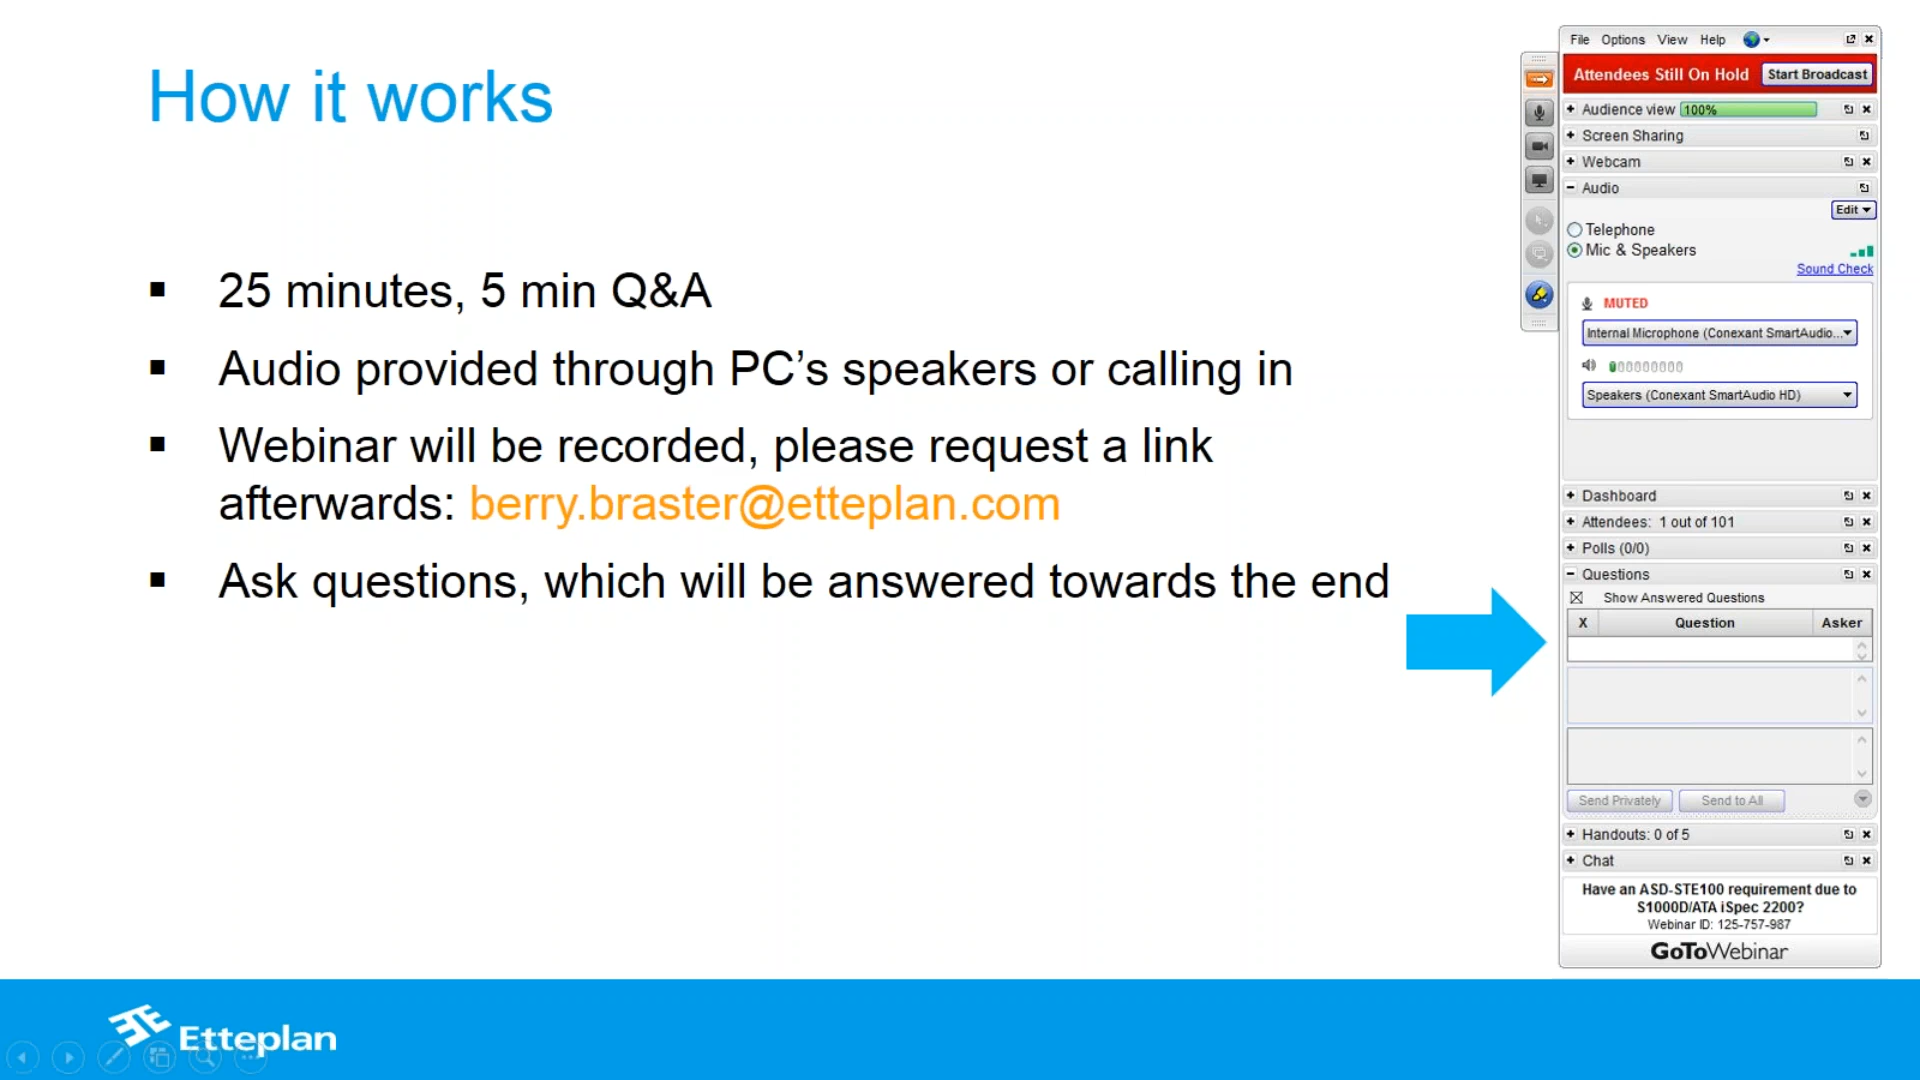 How it works
▪ 25 minutes, 5 min Q&A
▪ Audio provided through PC’s speakers or calling in
▪ Webinar will be recorded, please request a link
afterwards: berry.braster@etteplan.com
▪ Ask questions, which will be answered towards the end
File Options View Help
Attendees Still On Hold Start Broadcast
Audience view 100%
Screen Sharing
Webcam
Audio
Edit
Telephone
Mic & Speakers
Sound Check
MUTED
Internal Microphone (Conexant SmartAudio...
Speakers (Conexant SmartAudio HD)
Dashboard
Attendees: 1 out of 101
Polls (0/0)
Questions
Show Answered Questions
X Question Asker
Send Privately Send to All
Handouts: 0 of 5
Chat
Have an ASD-STE100 requirement due to
S1000D/ATA iSpec 2200?
Webinar ID: 125-757-987
GoToWebinar
Etteplan